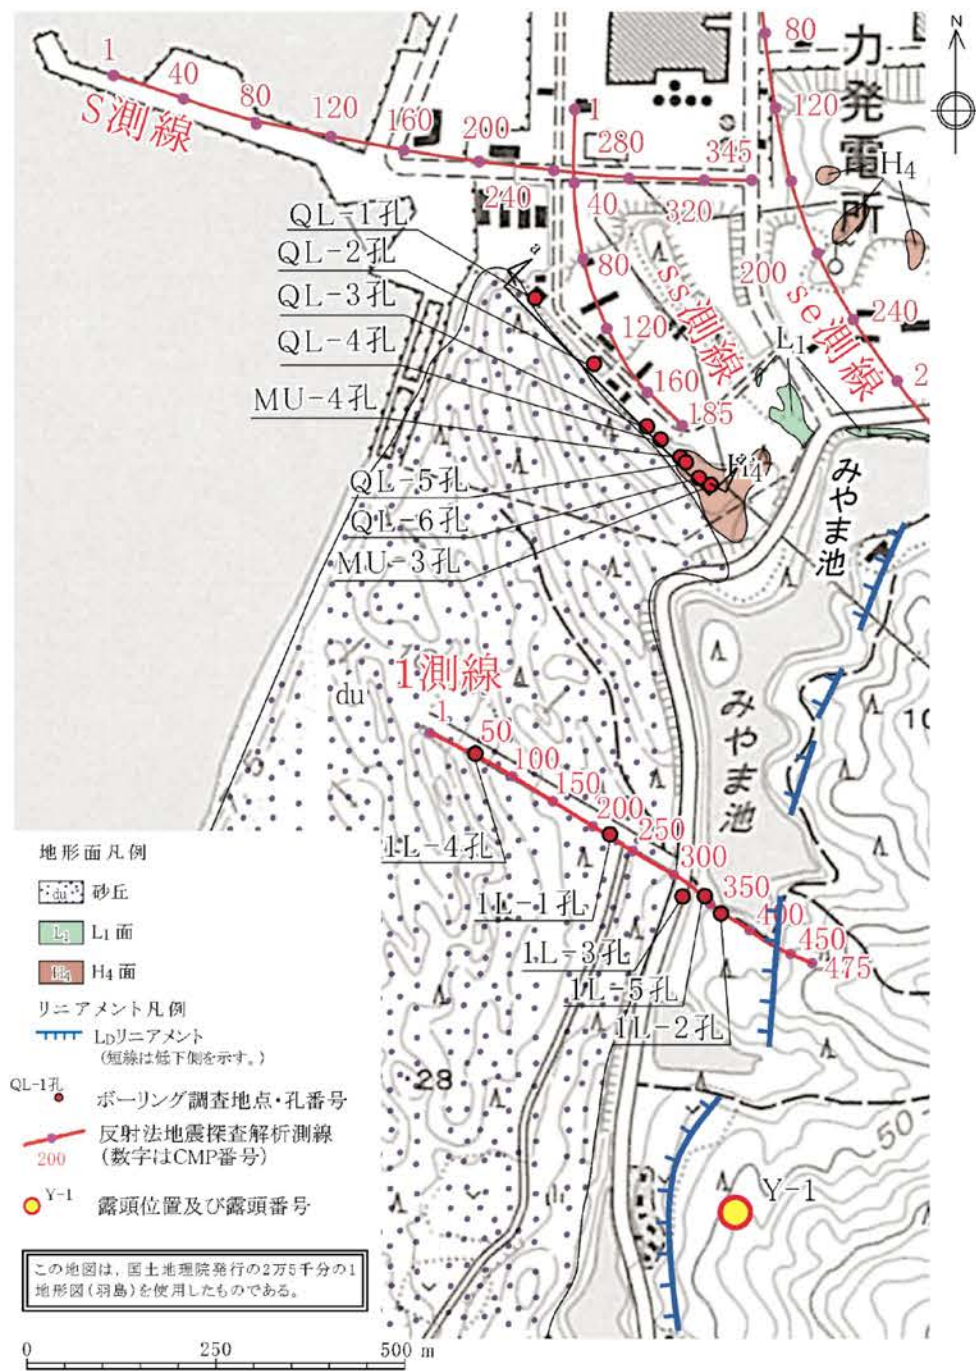 N
1
40
80
120
160
200
240
280
320
345
S測線
1
40
80
120
160
185
ss測線
80
120
200
240
2
se測線
力発電所
H4
L1
H4
a
QL-1孔
QL-2孔
QL-3孔
QL-4孔
MU-4孔
QL-5孔
QL-6孔
MU-3孔
みやま池
みやま池
du
1測線
1
50
100
150
200
250
300
350
400
450
475
1L-4孔
1L-1孔
1L-3孔
1L-5孔
1L-2孔
28
50
10
Y-1
地形面凡例
du 砂丘
L1 L1面
H4 H4面
リニアメント凡例
LDリニアメント
(短線は低下側を示す。)
QL-1孔
ボーリング調査地点・孔番号
反射法地震探査解析測線
200
(数字はCMP番号)
Y-1
露頭位置及び露頭番号
この地図は，国土地理院発行の2万5千分の1
地形図(羽島)を使用したものである。
0 250 500 m